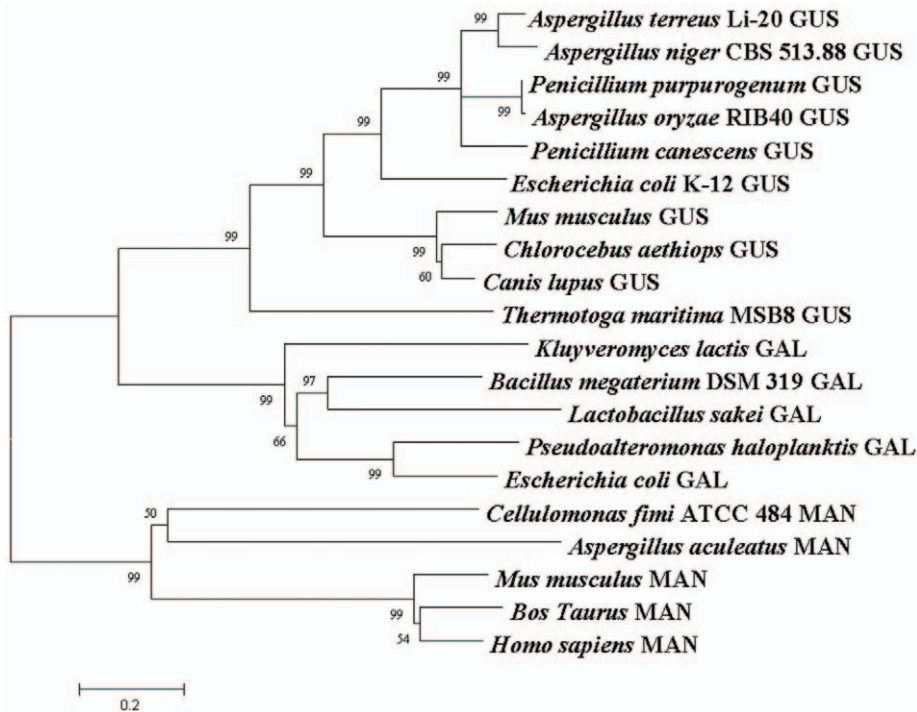 99
Aspergillus terreus Li-20 GUS
Aspergillus niger CBS 513.88 GUS
99
Penicillium purpurogenum GUS
99
Aspergillus oryzae RIB40 GUS
99
Penicillium canescens GUS
99
Escherichia coli K-12 GUS
Mus musculus GUS
99
Chlorocebus aethiops GUS
99
60
Canis lupus GUS
Thermotoga maritima MSB8 GUS
Kluyveromyces lactis GAL
97
Bacillus megaterium DSM 319 GAL
99
Lactobacillus sakei GAL
66
Pseudoalteromonas haloplanktis GAL
99
Escherichia coli GAL
50
Cellulomonas fimi ATCC 484 MAN
Aspergillus aculeatus MAN
99
Mus musculus MAN
99
Bos Taurus MAN
54
Homo sapiens MAN
0.2